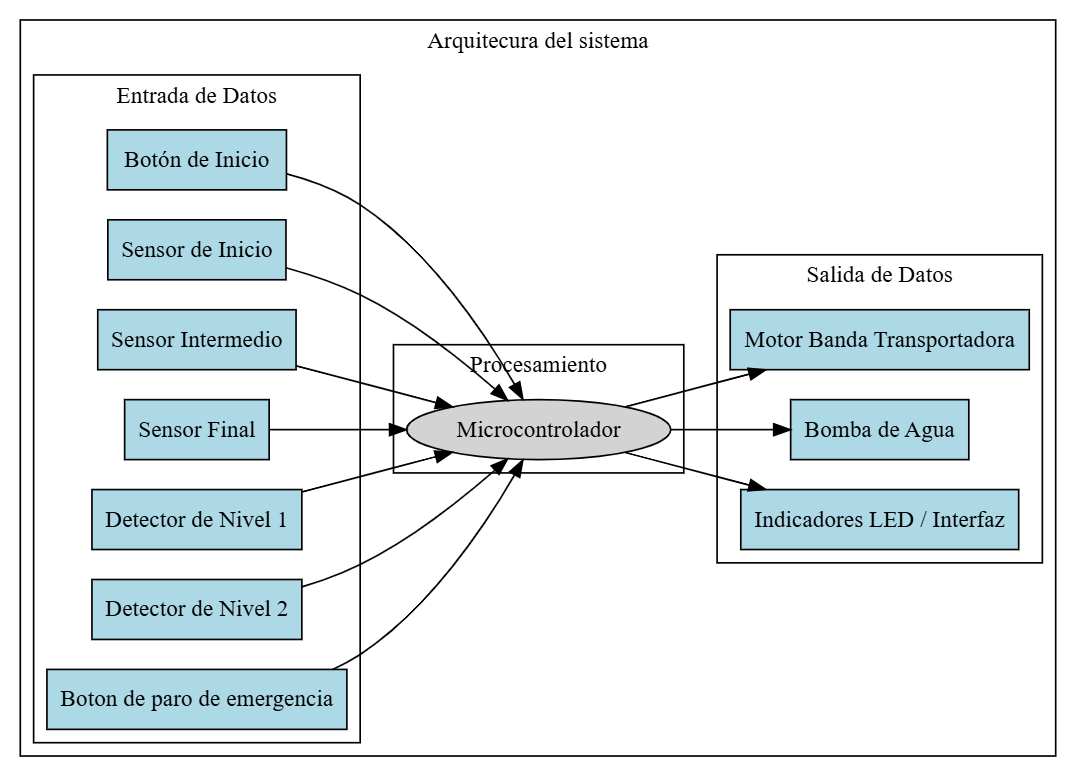 Arquitecura del sistema
Entrada de Datos
Botón de Inicio
Sensor de Inicio
Sensor Intermedio
Sensor Final
Detector de Nivel 1
Detector de Nivel 2
Boton de paro de emergencia
Procesamiento
Microcontrolador
Salida de Datos
Motor Banda Transportadora
Bomba de Agua
Indicadores LED / Interfaz